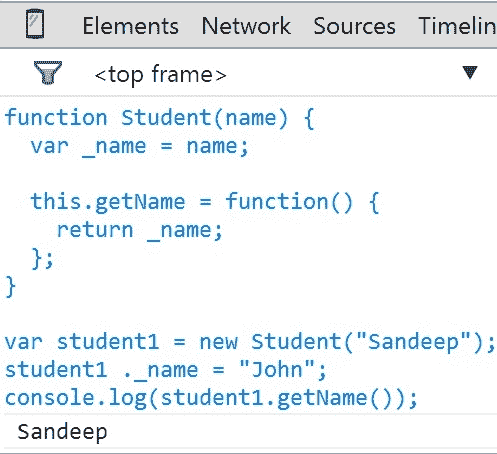 Elements Network Sources Timelin
<top frame> ▼
function Student(name) {
  var _name = name;

  this.getName = function() {
    return _name;
  };
}

var student1 = new Student("Sandeep");
student1 ._name = "John";
console.log(student1.getName());
Sandeep